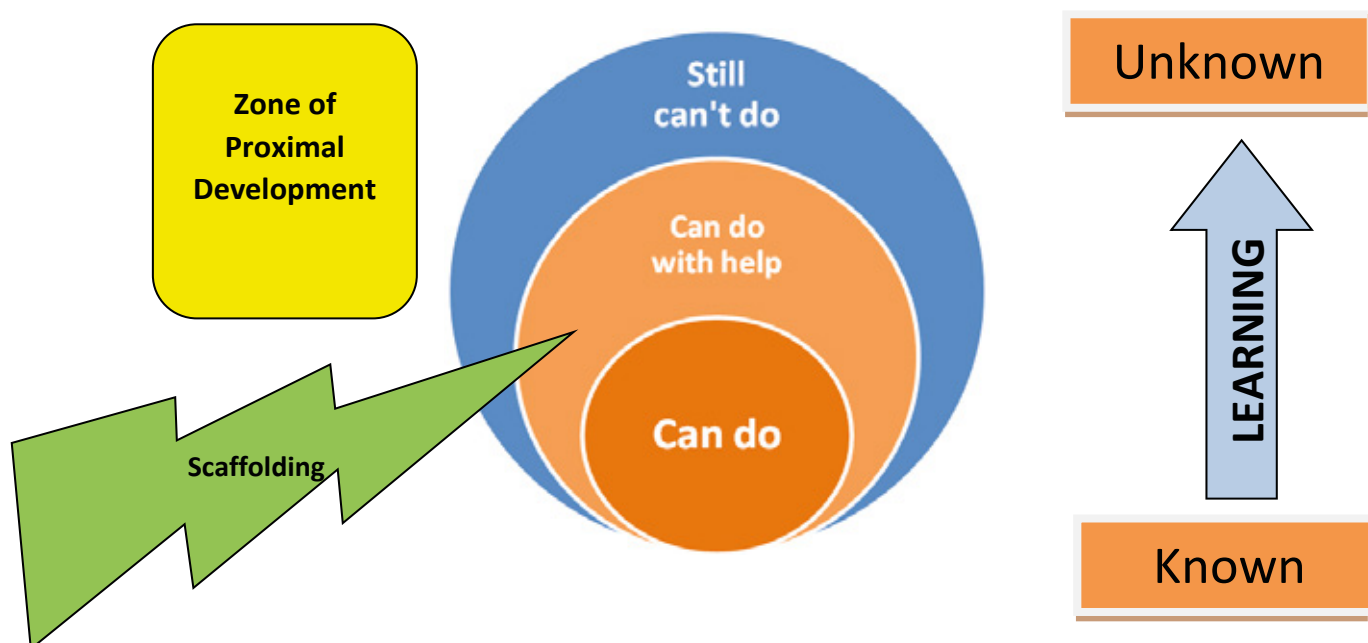 Zone of
Proximal
Development
Still
can't do
Can do
with help
Can do
Scaffolding
Unknown
LEARNING
Known